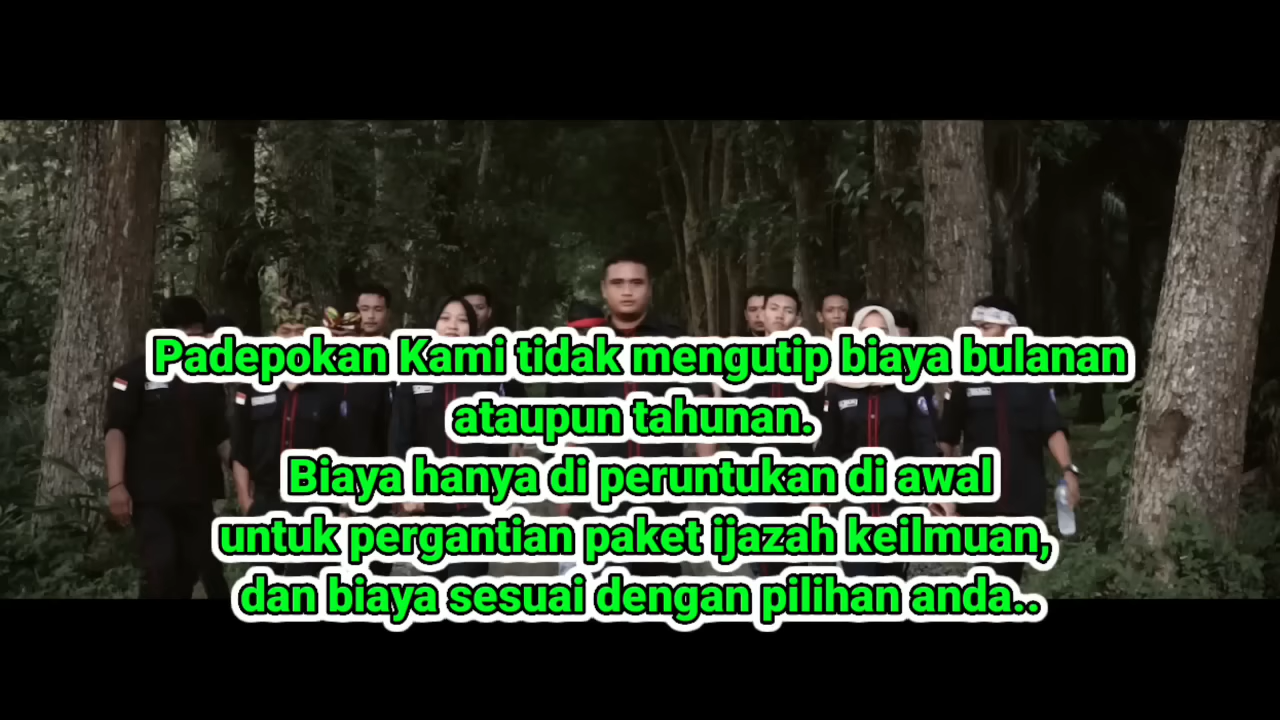 Padepokan Kami tidak mengutip biaya bulanan
ataupun tahunan.
Biaya hanya di peruntukan di awal
untuk pergantian paket ijazah keilmuan,
dan biaya sesuai dengan pilihan anda..